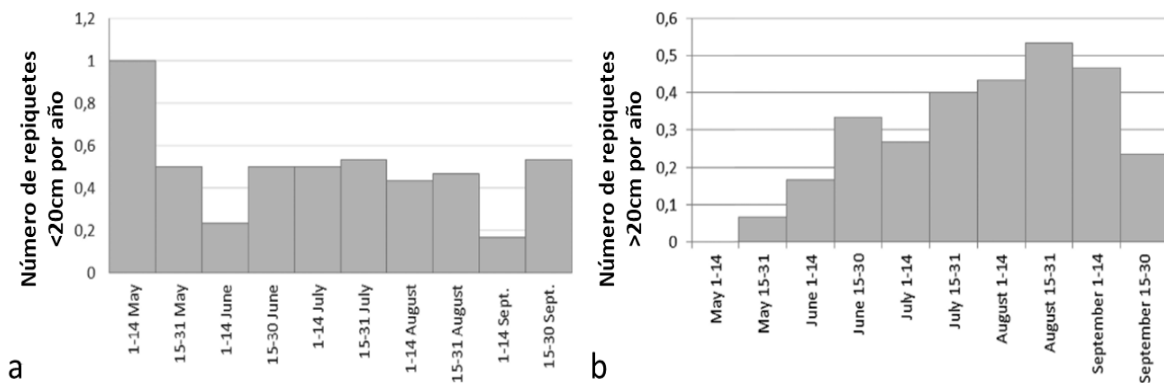 Número de repiquetes
<20cm por año
1,2
1
0,8
0,6
0,4
0,2
0
1-14 May
15-31 May
1-14 June
15-30 June
1-14 July
15-31 July
1-14 August
15-31 August
1-14 Sept.
15-30 Sept.
a
Número de repiquetes
>20cm por año
0,6
0,5
0,4
0,3
0,2
0,1
0
May 1-14
May 15-31
June 1-14
June 15-30
July 1-14
July 15-31
August 1-14
August 15-31
September 1-14
September 15-30
b